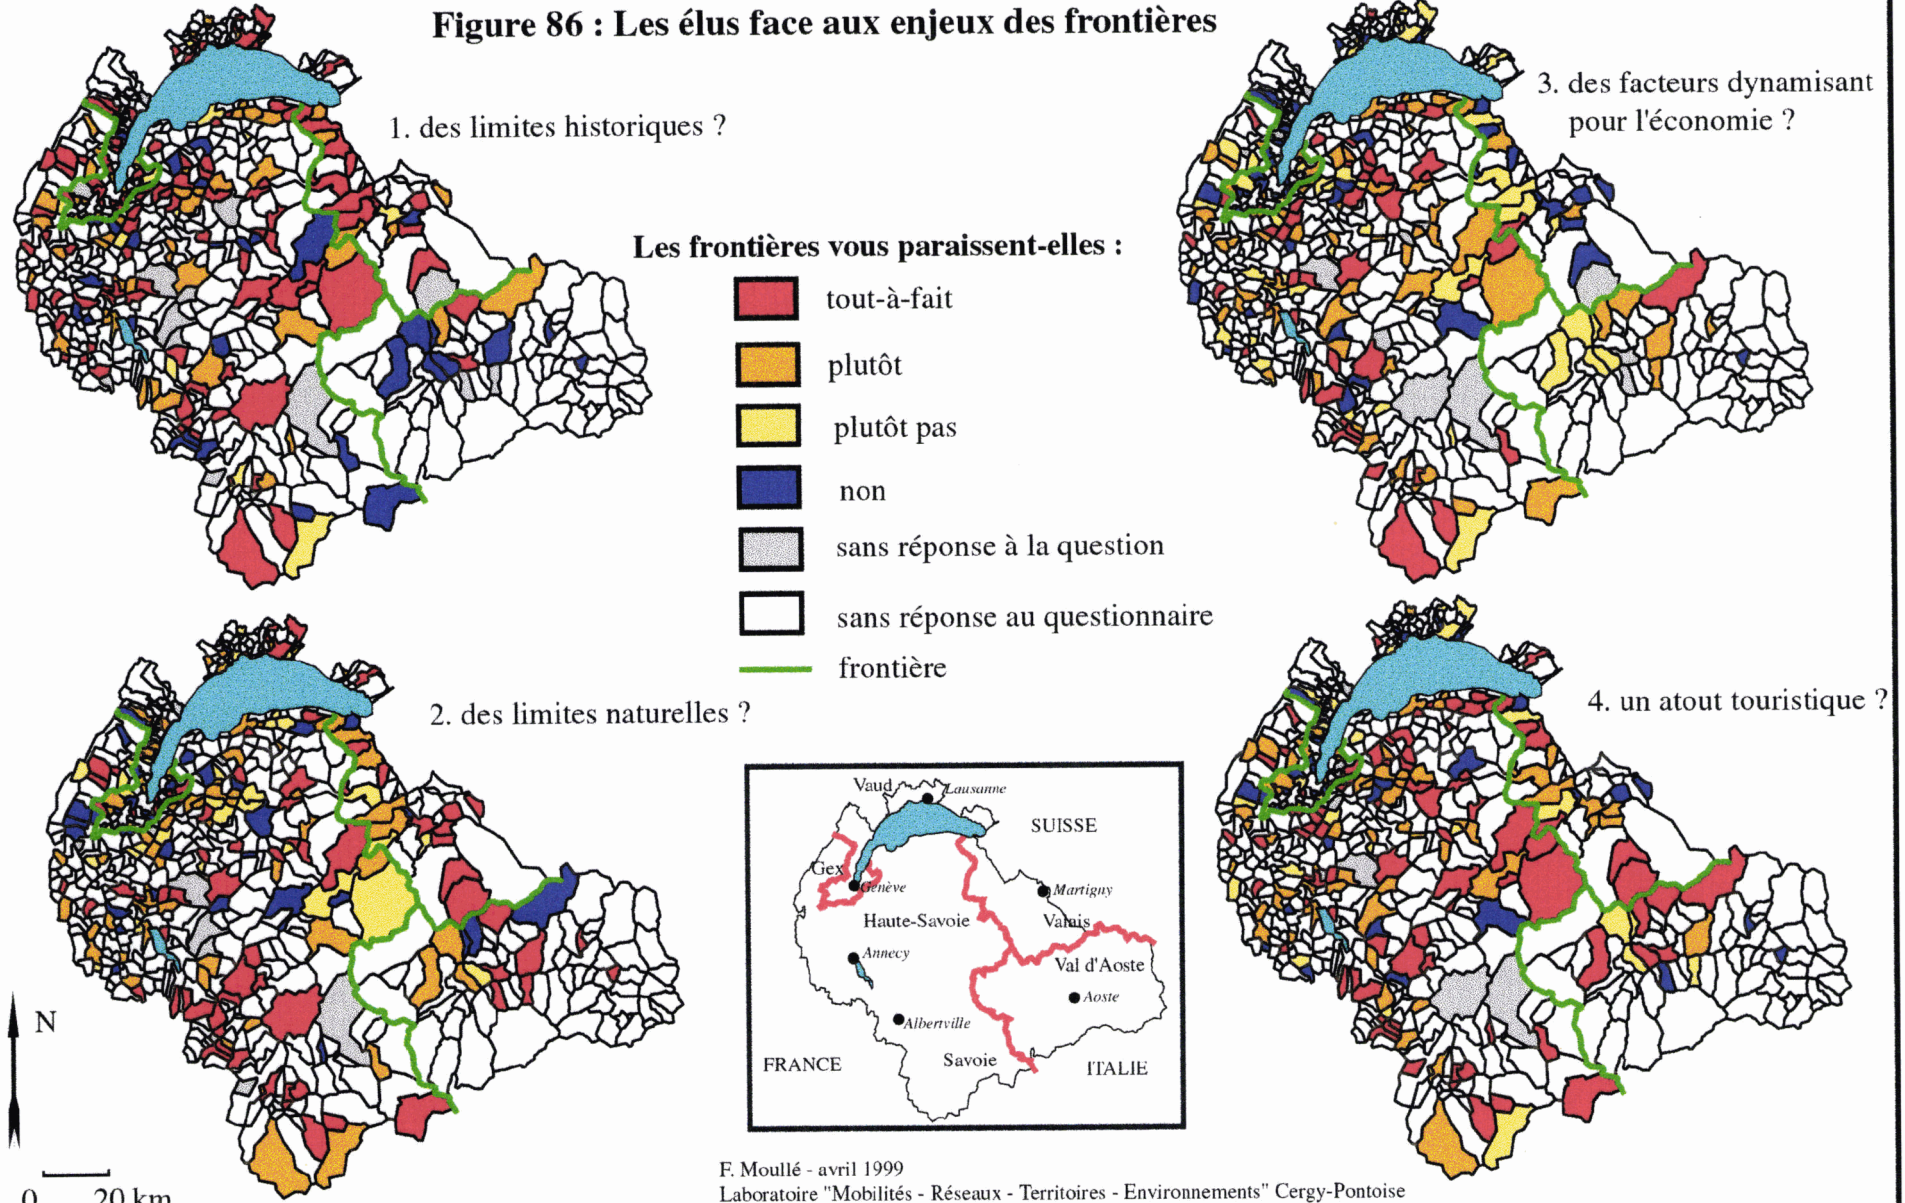 Figure 86 : Les élus face aux enjeux des frontières
1. des limites historiques ?
3. des facteurs dynamisant
pour l'économie ?
Les frontières vous paraissent-elles :
tout-à-fait
plutôt
plutôt pas
non
sans réponse à la question
sans réponse au questionnaire
frontière
2. des limites naturelles ?
4. un atout touristique ?
Vaud
Lausanne
SUISSE
Gex
Genève
Martigny
Haute-Savoie
Valais
Annecy
Val d'Aoste
Aoste
Albertville
Savoie
FRANCE
ITALIE
N
0 20 km
F. Moullé - avril 1999
Laboratoire "Mobilités - Réseaux - Territoires - Environnements" Cergy-Pontoise